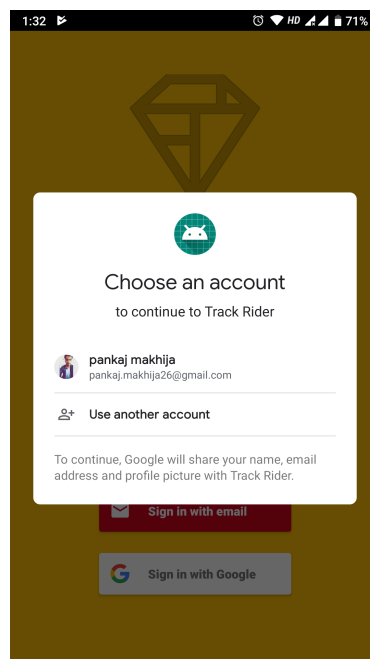 1:32 HD 71%
Choose an account
to continue to Track Rider
pankaj makhija
pankaj.makhija26@gmail.com
Use another account
To continue, Google will share your name, email
address and profile picture with Track Rider.
Sign in with email
Sign in with Google